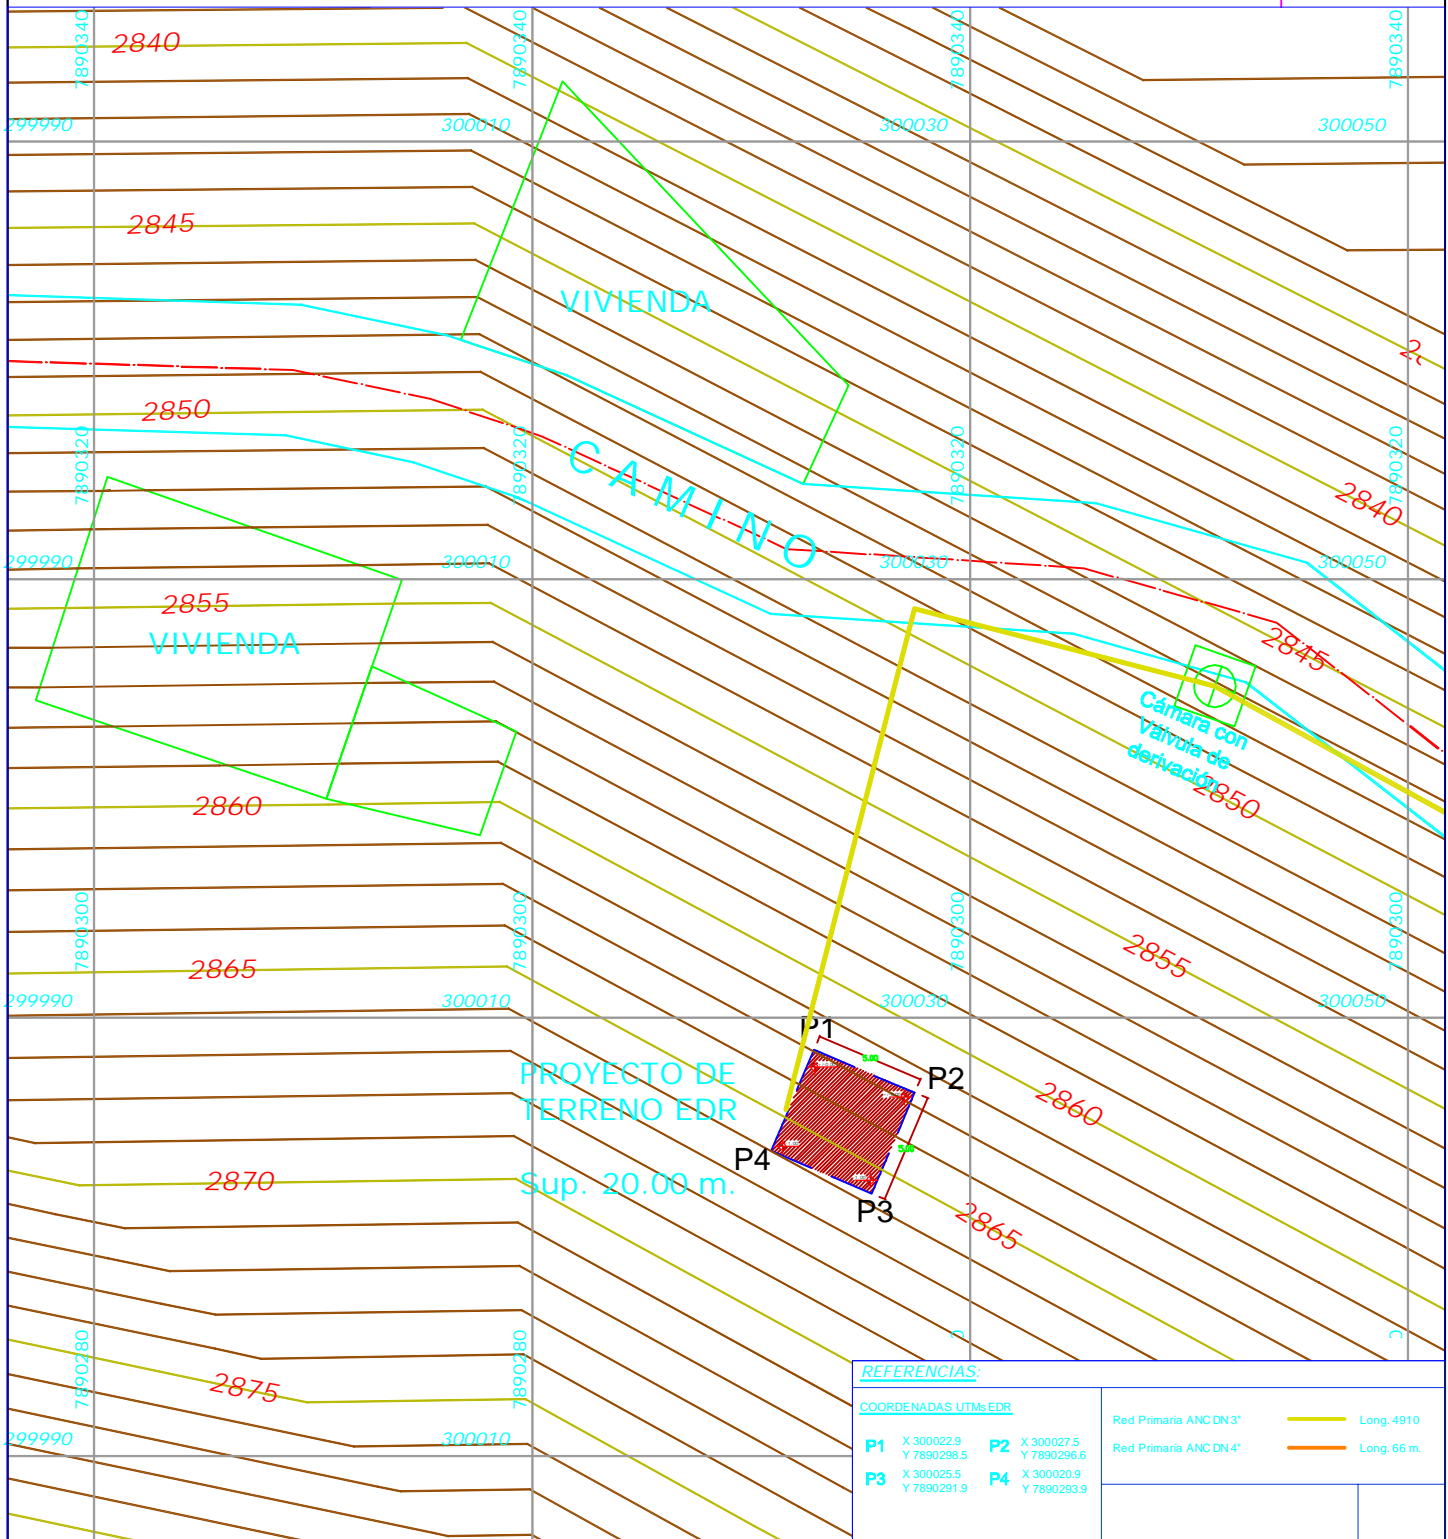 7890340
7890340
7890340
7890340
2840
299990
300010
300030
300050
2845
VIVIENDA
2850
7890320
7890320
7890320
7890320
CAMINO
2840
299990
300010
300030
300050
2855
VIVIENDA
2845
Cámara con
Válvula de
derivación
2850
2860
7890300
7890300
7890300
7890300
2855
2865
299990
300010
300030
300050
P1
5.00
P2
PROYECTO DE
TERRENO EDR
2860
5.00
P4
2870
Sup. 20.00 m.
P3
2865
7890280
7890280
2875
299990
300010
REFERENCIAS:
COORDENADAS UTMs EDR
P1 X 300022.9 P2 X 300027.5
Y 7890298.5 Y 7890296.6
P3 X 300025.5 P4 X 300020.9
Y 7890291.9 Y 7890293.9
Red Primaria ANC DN 3" Long. 4910
Red Primaria ANC DN 4" Long. 66 m.